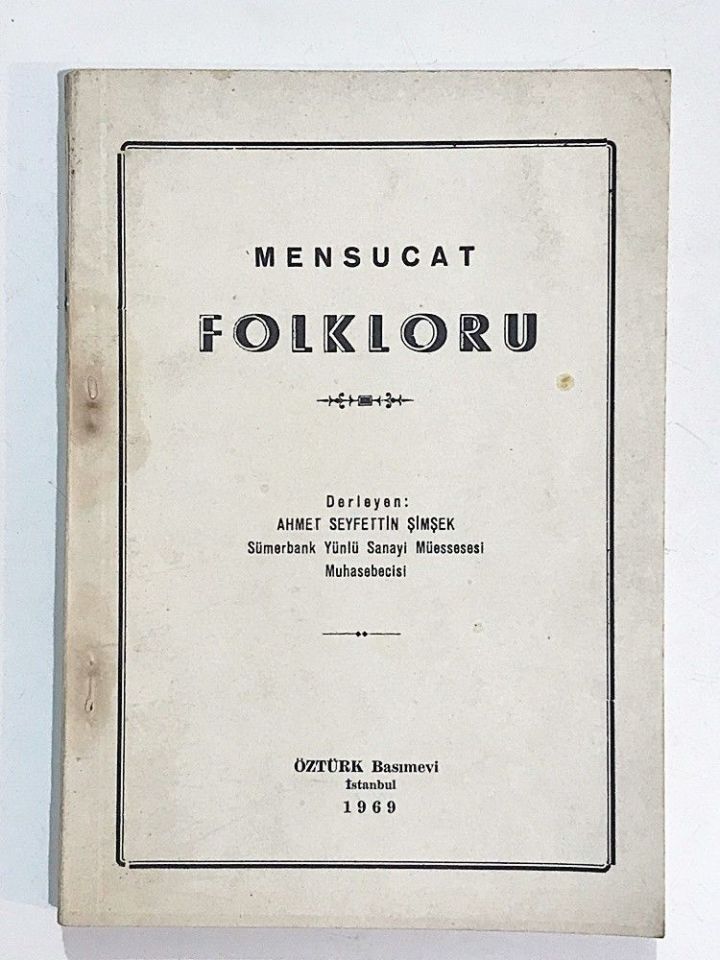 MENSUCAT
FOLKLORU
Derleyen:
AHMET SEYFETTİN ŞİMŞEK
Sümerbank Yünlü Sanayi Müessesesi
Muhasebecisi
ÖZTÜRK Basımevi
İstanbul
1969